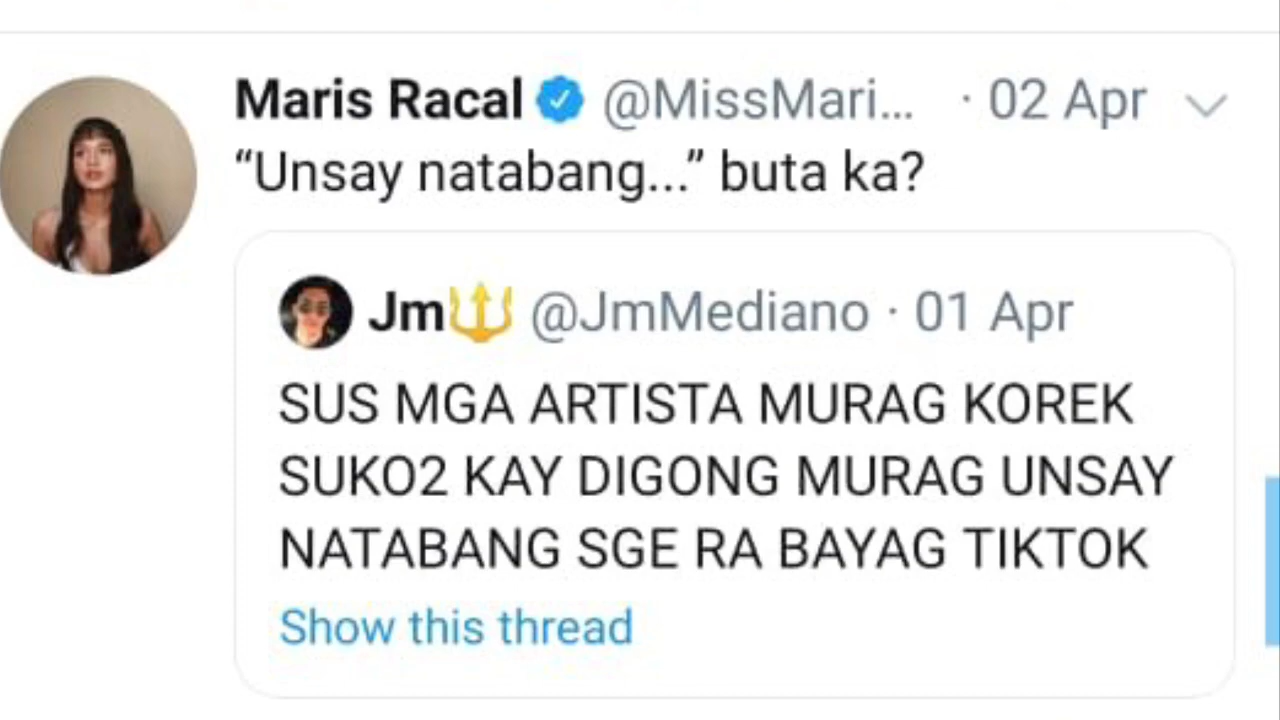 Maris Racal @MissMari... · 02 Apr
“Unsay natabang...” buta ka?
Jm🔱 @JmMediano · 01 Apr
SUS MGA ARTISTA MURAG KOREK
SUKO2 KAY DIGONG MURAG UNSAY
NATABANG SGE RA BAYAG TIKTOK
Show this thread